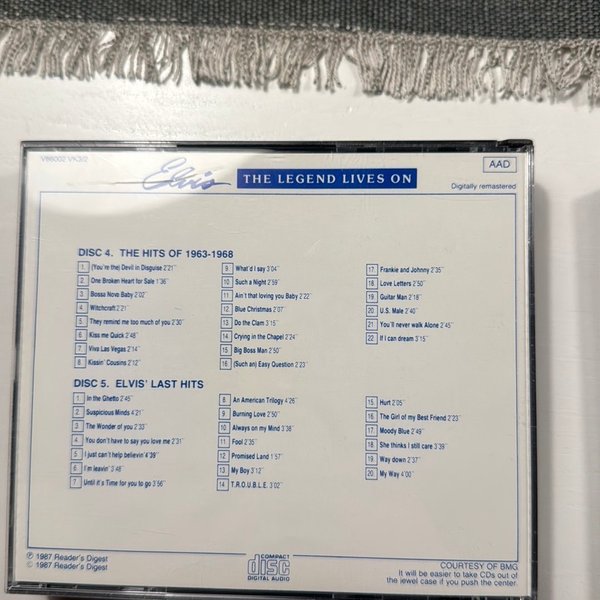 VB6002 VK3/2
AAD
Elvis THE LEGEND LIVES ON
Digitally remastered
DISC 4. THE HITS OF 1963-1968
1. (You're the) Devil in Disguise 2'21"
2. One Broken Heart for Sale 1'36"
3. Bossa Nova Baby 2'02"
4. Witchcraft 2'21"
5. They remind me too much of you 2'30"
6. Kiss me Quick 2'48"
7. Viva Las Vegas 2'14"
8. Kissin' Cousins 2'12"
9. What'd I say 3'04"
10. Such a Night 2'59"
11. Ain't that loving you Baby 2'22"
12. Blue Christmas 2'07"
13. Do the Clam 3'15"
14. Crying in the Chapel 2'24"
15. Big Boss Man 2'50"
16. (Such an) Easy Question 2'23"
17. Frankie and Johnny 2'35"
18. Love Letters 2'50"
19. Guitar Man 2'18"
20. U.S. Male 2'40"
21. You'll never walk Alone 2'45"
22. If I can dream 3'15"
DISC 5. ELVIS' LAST HITS
1. In the Ghetto 2'45"
2. Suspicious Minds 4'21"
3. The Wonder of you 2'33"
4. You don't have to say you love me 2'31"
5. I just can't help believin' 4'39"
6. I'm leavin' 3'48"
7. Until it's Time for you to go 3'56"
8. An American Trilogy 4'26"
9. Burning Love 2'50"
10. Always on my Mind 3'38"
11. Fool 2'35"
12. Promised Land 2'57"
13. My Boy 3'12"
14. T.R.O.U.B.L.E. 3'02"
15. Hurt 2'05"
16. The Girl of my Best Friend 2'23"
17. Moody Blue 2'49"
18. She thinks I still care 3'39"
19. Way down 2'37"
20. My Way 4'00"
℗ 1987 Reader's Digest
© 1987 Reader's Digest
COMPACT
disc
DIGITAL AUDIO
COURTESY OF BMG
It will be easier to take CDs out of
the jewel case if you push the center.